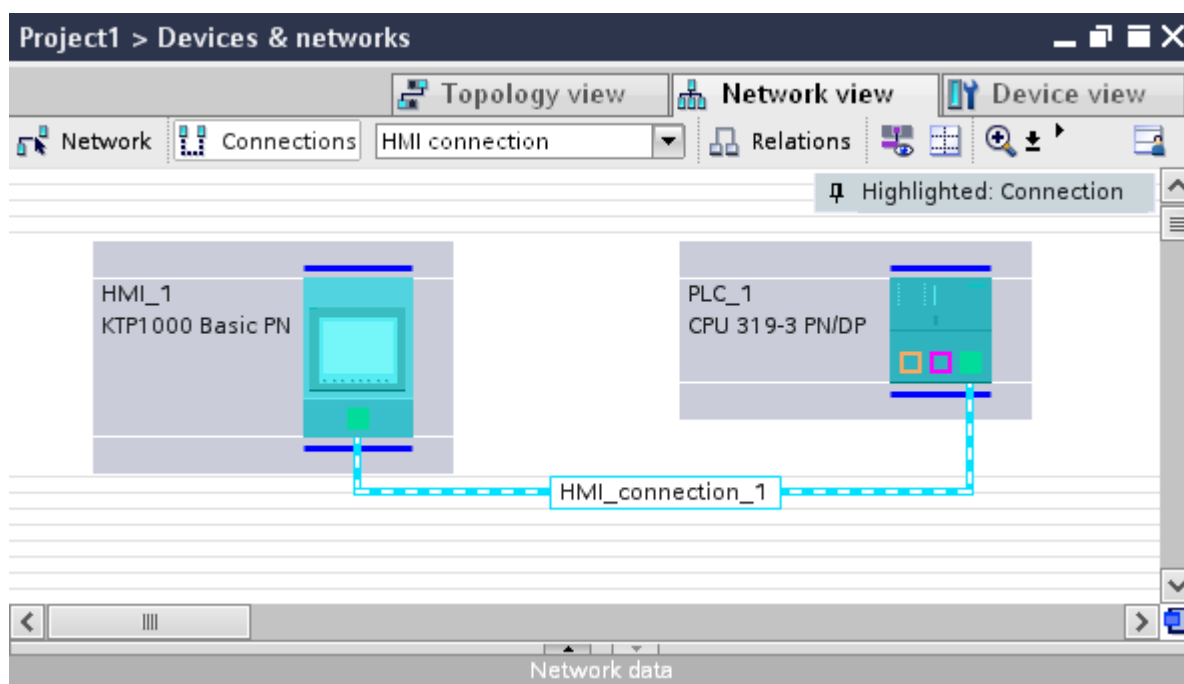 Project1 > Devices & networks
Topology view
Network view
Device view
Network
Connections
HMI connection
Relations
Highlighted: Connection
HMI_1
KTP1000 Basic PN
PLC_1
CPU 319-3 PN/DP
HMI_connection_1
Network data